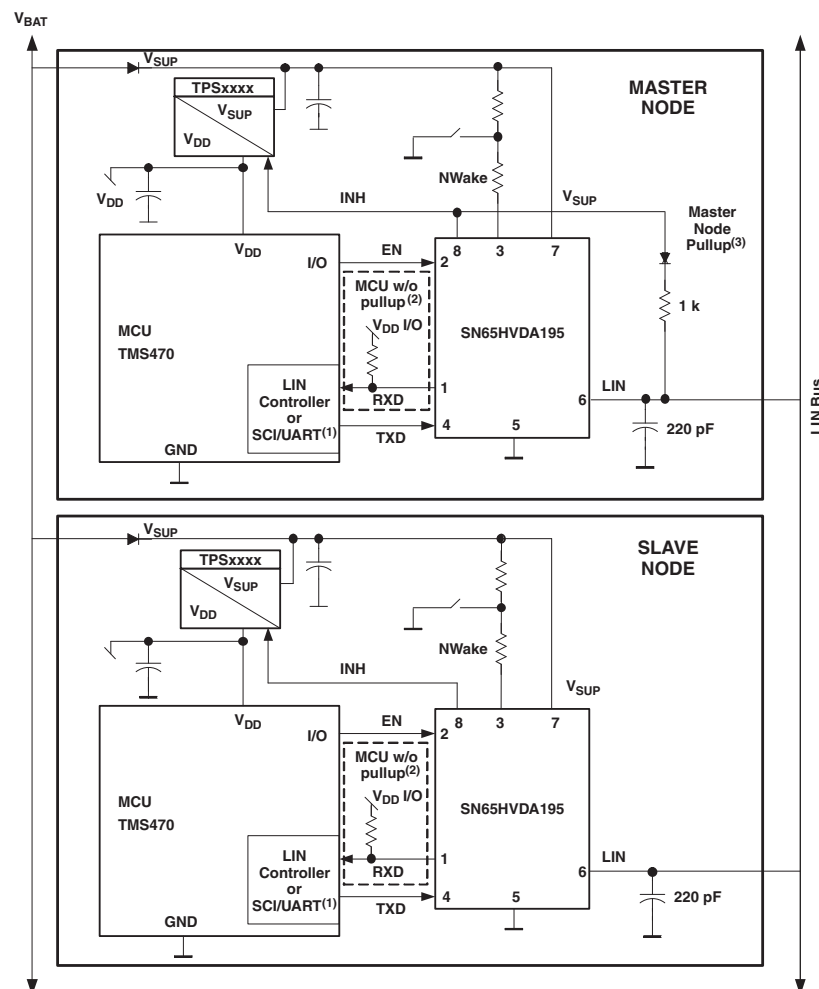 VBAT
VSUP
TPSxxxx
VSUP
VDD
VDD
MASTER
NODE
NWake
INH
VSUP
Master
Node
Pullup(3)
VDD
I/O
EN
2
8
3
7
MCU w/o
pullup(2)
VDD I/O
1 k
MCU
TMS470
SN65HVDA195
LIN
Controller
or
SCI/UART(1)
RXD
1
TXD
4
5
6
LIN
220 pF
GND
LIN Bus
VSUP
TPSxxxx
VSUP
VDD
SLAVE
NODE
NWake
INH
VSUP
VDD
I/O
EN
2
8
3
7
MCU w/o
pullup(2)
VDD I/O
MCU
TMS470
SN65HVDA195
LIN
Controller
or
SCI/UART(1)
RXD
1
TXD
4
5
6
LIN
220 pF
GND